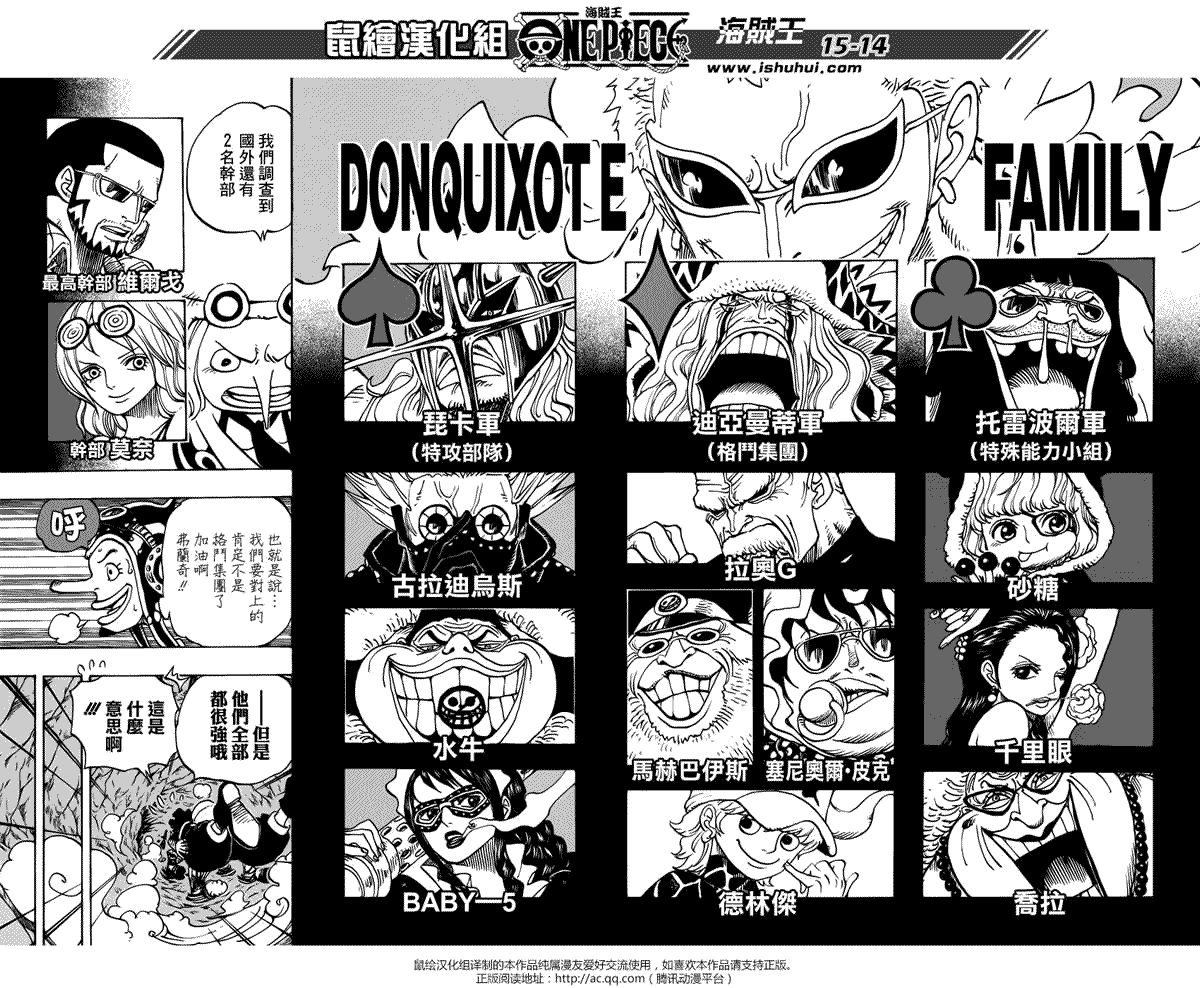 鼠繪漢化組
海賊王
ONE PIECE
海賊王
15-14
www.ishuhui.com
DONQUIXOTE
FAMILY
琵卡軍
(特攻部隊)
迪亞曼蒂軍
(格鬥集團)
托雷波爾軍
(特殊能力小組)
古拉迪烏斯
拉奧G
砂糖
水牛
馬赫巴伊斯
塞尼奧爾·皮克
千里眼
BABY—5
德林傑
喬拉
我們調查到
國外還有
2名幹部
最高幹部 維爾戈
幹部 莫奈
也就是說…
我們要對上的
肯定不是
格鬥集團了
加油啊
弗蘭奇!!
呼
——但是
他們全部
都很強哦
這是
什麼
意思啊
!!!
鼠绘汉化组译制的本作品纯属漫友爱好交流使用，如喜欢本作品请支持正版。
正版阅读地址：http://ac.qq.com（腾讯动漫平台）